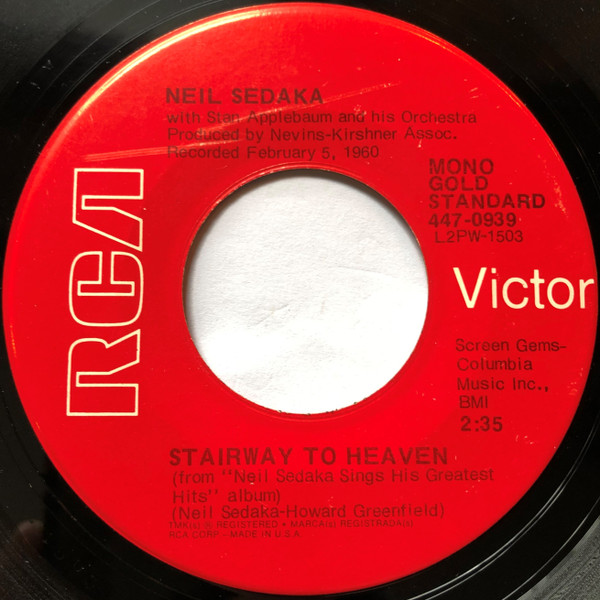 NEIL SEDAKA
with Stan Applebaum and his Orchestra
Produced by Nevins-Kirshner Assoc.
Recorded February 5, 1960
MONO
GOLD
STANDARD
447-0939
L2PW-1503
RCA
Victor
Screen Gems-
Columbia
Music Inc.,
BMI
2:35
STAIRWAY TO HEAVEN
(from "Neil Sedaka Sings His Greatest
Hits" album)
(Neil Sedaka-Howard Greenfield)
TMK(s) ® REGISTERED • MARCA(s) REGISTRADA(s)
RCA CORP - MADE IN U.S.A.